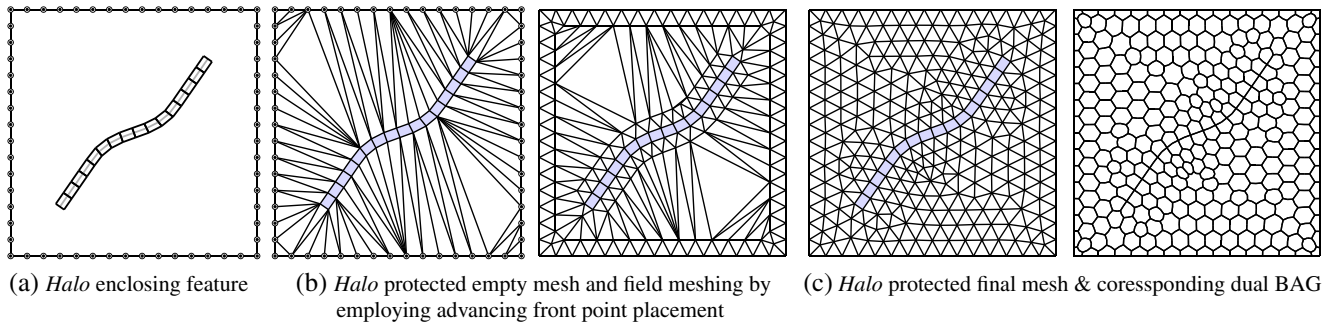 (a) Halo enclosing feature
(b) Halo protected empty mesh and field meshing by
employing advancing front point placement
(c) Halo protected final mesh & coressponding dual BAG